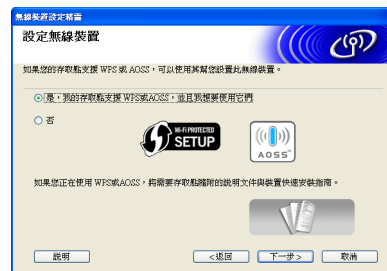 無線裝置設定精靈
設定無線裝置
如果您的存取點支援 WPS 或 AOSS，可以使用其幫您設置此無線裝置。
是，我的存取點支援 WPS或AOSS，並且我想要使用它們
否
Wi-Fi PROTECTED
SETUP
AOSS™
如果您正在使用 WPS或AOSS，將需要存取點隨附的說明文件與裝置快速安裝指南。
說明
<返回
下一步>
取消